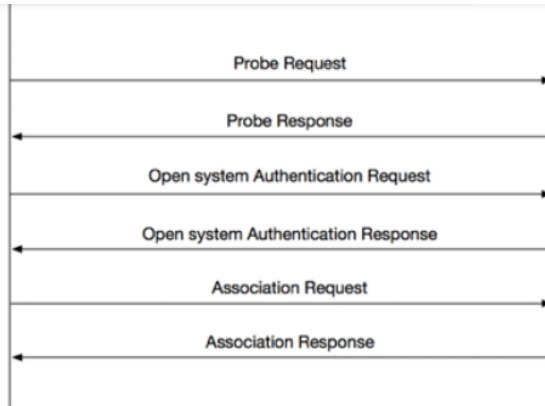 Probe Request
Probe Response
Open system Authentication Request
Open system Authentication Response
Association Request
Association Response